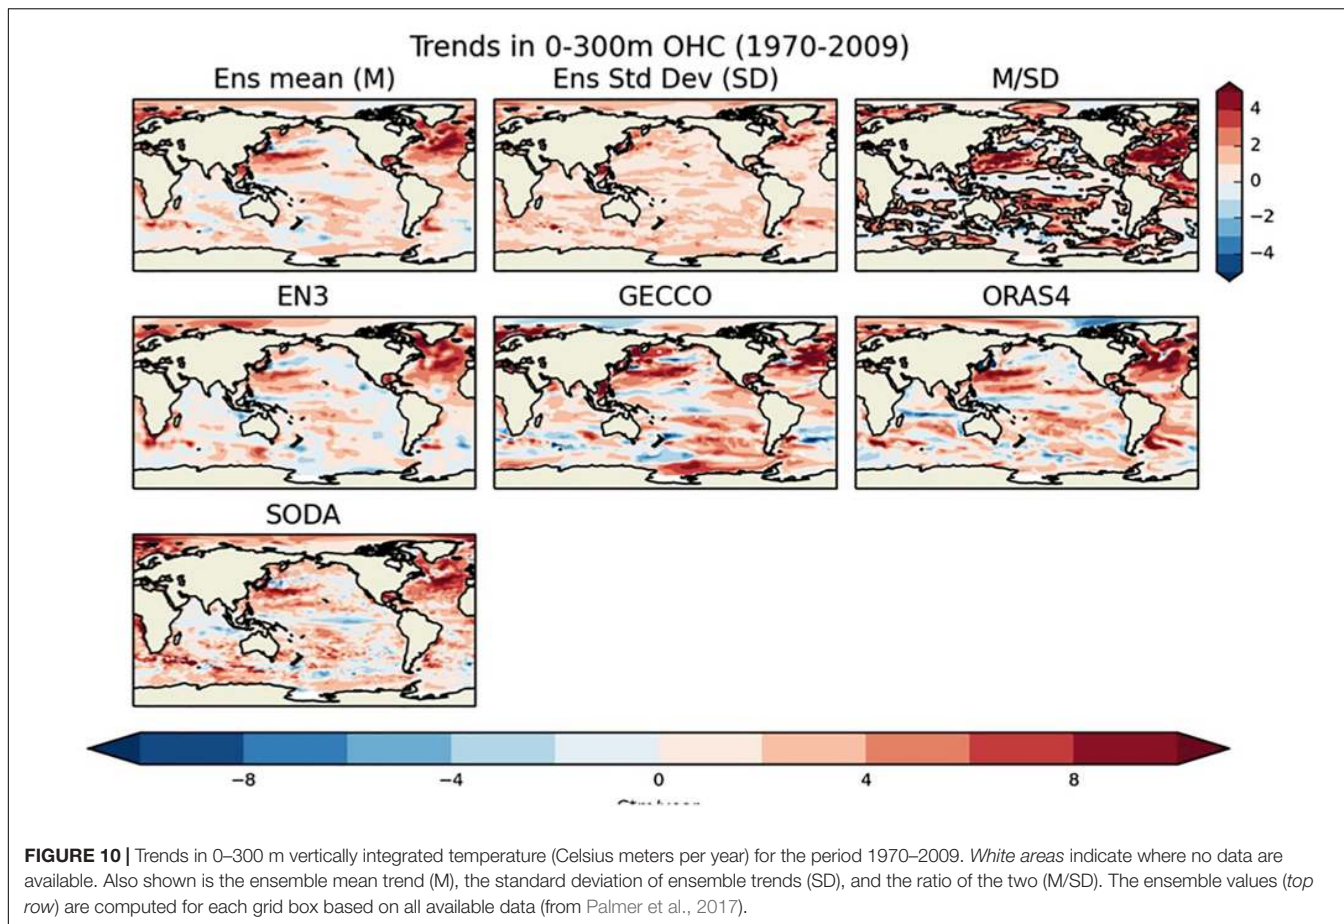 Trends in 0-300m OHC (1970-2009)
Ens mean (M) Ens Std Dev (SD) M/SD
4
2
0
−2
−4
EN3 GECCO ORAS4
SODA
−8 −4 0 4 8
FIGURE 10 | Trends in 0–300 m vertically integrated temperature (Celsius meters per year) for the period 1970–2009. White areas indicate where no data are
available. Also shown is the ensemble mean trend (M), the standard deviation of ensemble trends (SD), and the ratio of the two (M/SD). The ensemble values (top
row) are computed for each grid box based on all available data (from Palmer et al., 2017).